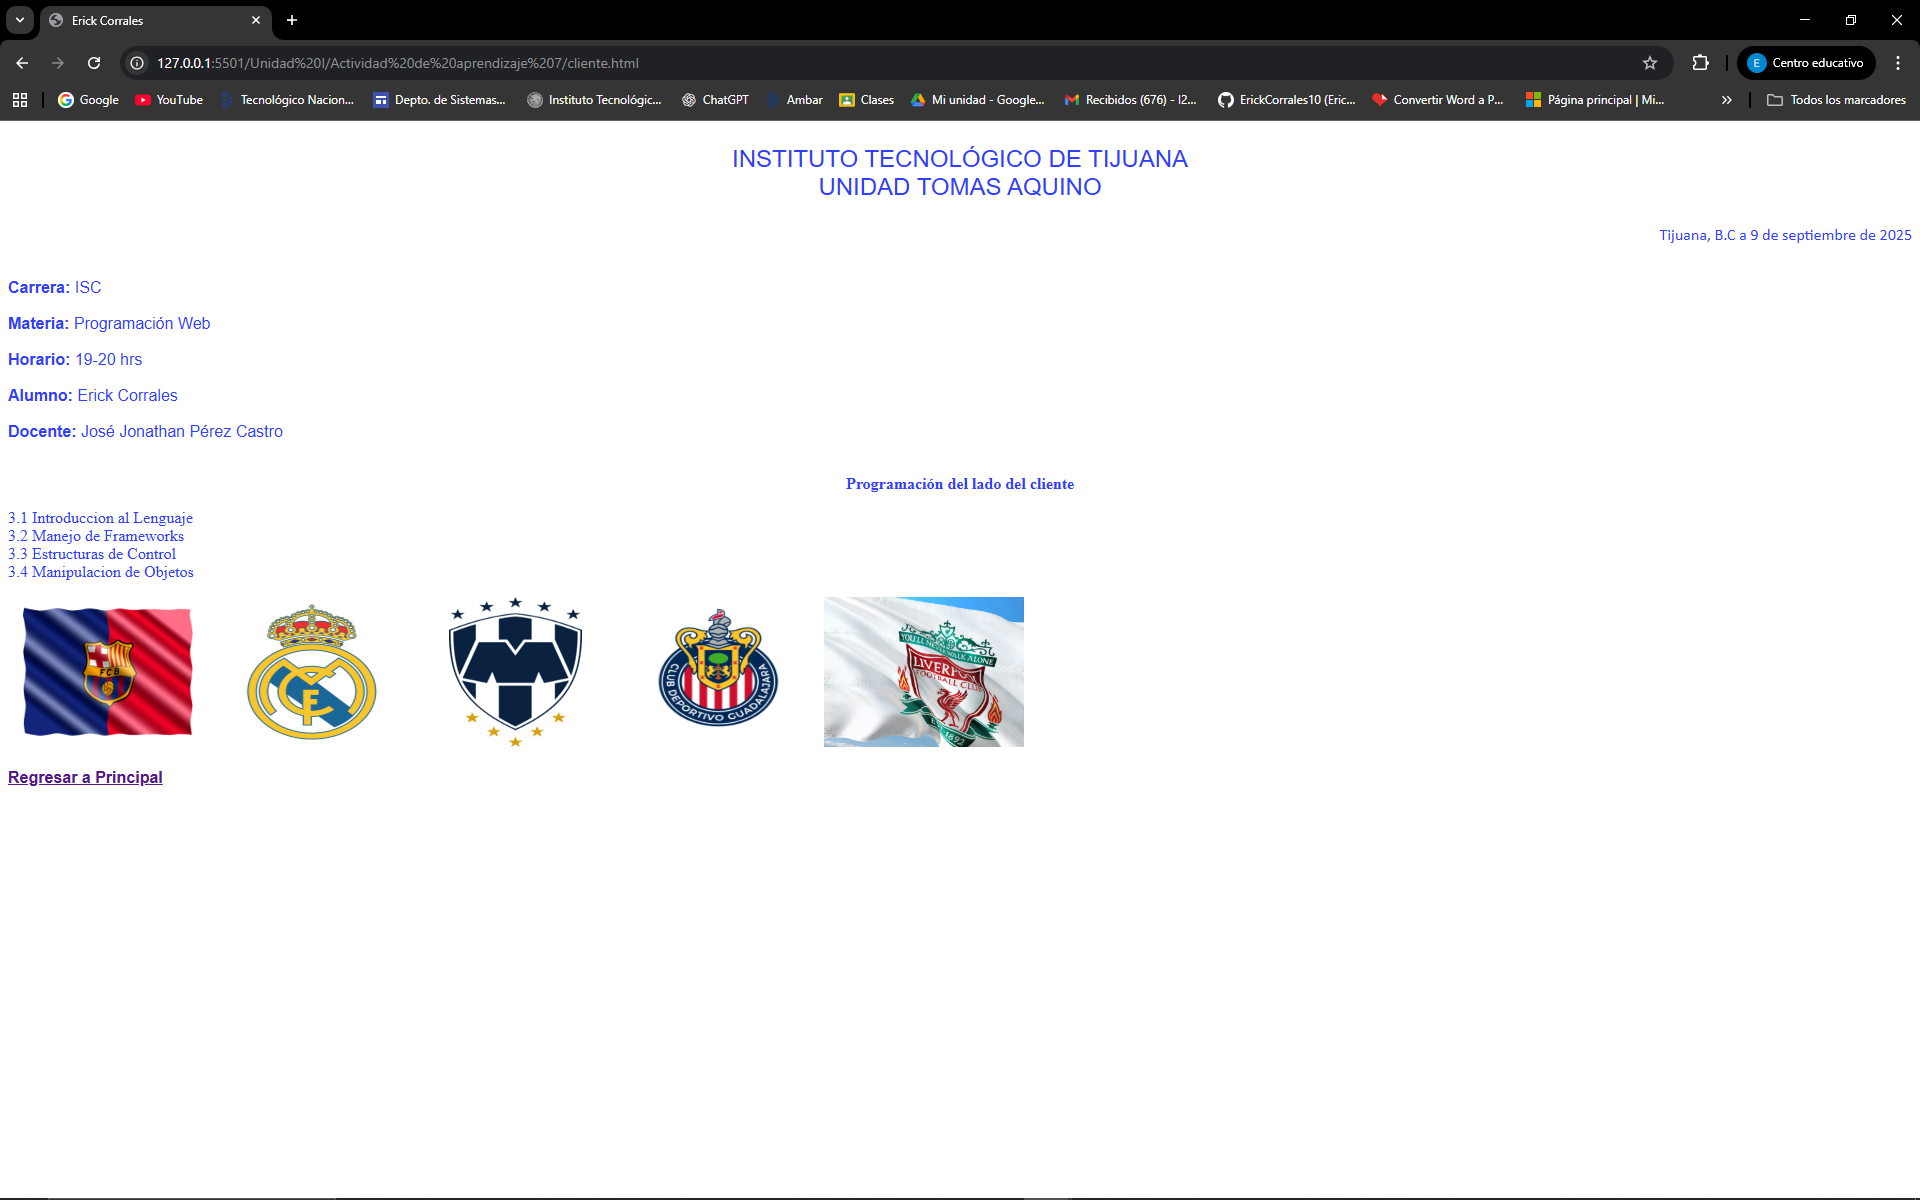 Erick Corrales
127.0.0.1:5501/Unidad%20I/Actividad%20de%20aprendizaje%207/cliente.html
E Centro educativo
Google YouTube Tecnológico Nacion... Depto. de Sistemas... Instituto Tecnológic... ChatGPT Ambar Clases Mi unidad - Google... Recibidos (676) - l2... ErickCorrales10 (Eric... Convertir Word a P... Página principal | Mi... » Todos los marcadores
INSTITUTO TECNOLÓGICO DE TIJUANA
UNIDAD TOMAS AQUINO
Tijuana, B.C a 9 de septiembre de 2025
Carrera: ISC
Materia: Programación Web
Horario: 19-20 hrs
Alumno: Erick Corrales
Docente: José Jonathan Pérez Castro
Programación del lado del cliente
3.1 Introduccion al Lenguaje
3.2 Manejo de Frameworks
3.3 Estructuras de Control
3.4 Manipulacion de Objetos
FCB
CLUB DEPORTIVO GUADALAJARA
YOU'LL NEVER WALK ALONE
LIVERPOOL
FOOTBALL CLUB
1892
Regresar a Principal